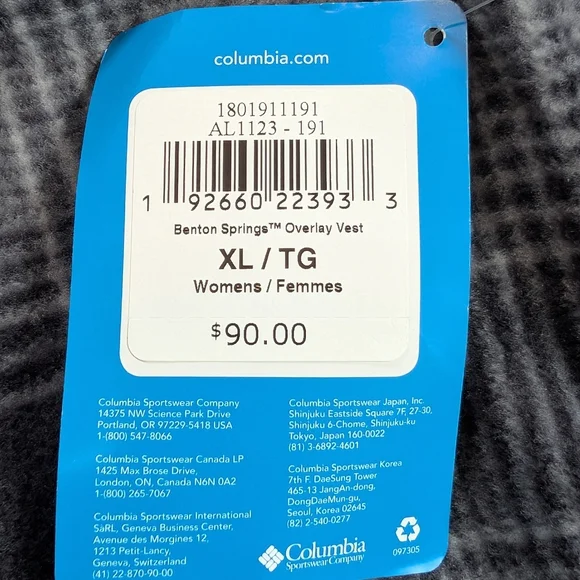 columbia.com
1801911191
AL1123 - 191
1 92660 22393 3
Benton Springs™ Overlay Vest
XL / TG
Womens / Femmes
$90.00
Columbia Sportswear Company
14375 NW Science Park Drive
Portland, OR 97229-5418 USA
1-(800) 547-8066
Columbia Sportswear Canada LP
1425 Max Brose Drive,
London, ON, Canada N6N 0A2
1-(800) 265-7067
Columbia Sportswear International
SàRL, Geneva Business Center,
Avenue des Morgines 12,
1213 Petit-Lancy,
Geneva, Switzerland
(41) 22-870-90-00
Columbia Sportswear Japan, Inc.
Shinjuku Eastside Square 7F, 27-30,
Shinjuku 6-Chome, Shinjuku-ku
Tokyo, Japan 160-0022
(81) 3-6892-4601
Columbia Sportswear Korea
7th F. DaeSung Tower
465-13 JangAn-dong,
DongDaeMun-gu,
Seoul, Korea 02640
(82) 2-540-0277
Columbia
Sportswear Company
097305